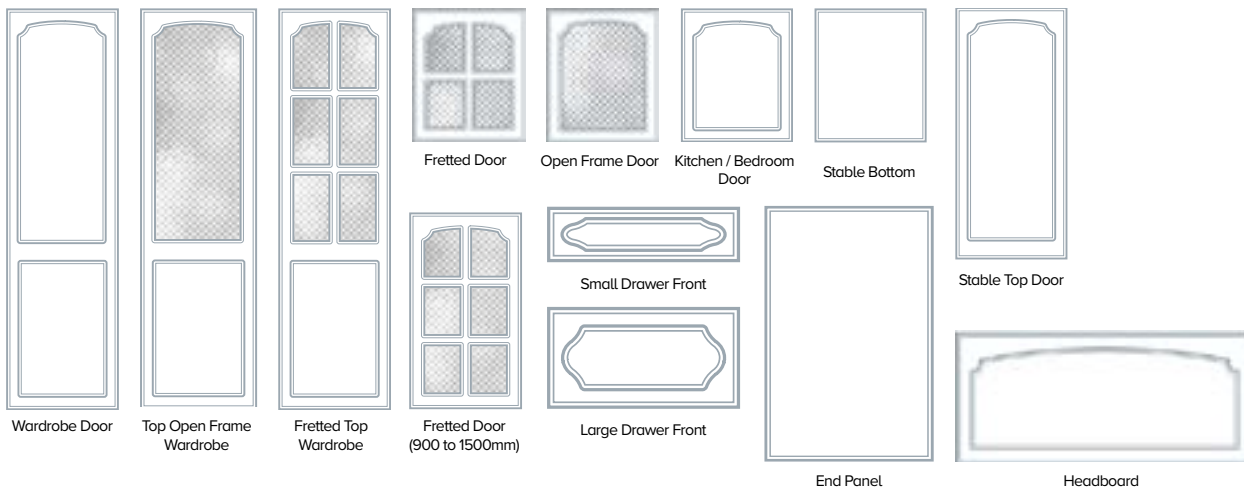 Fretted Door
Open Frame Door
Kitchen / Bedroom
Door
Stable Bottom
Small Drawer Front
Stable Top Door
Wardrobe Door
Top Open Frame
Wardrobe
Fretted Top
Wardrobe
Fretted Door
(900 to 1500mm)
Large Drawer Front
End Panel
Headboard